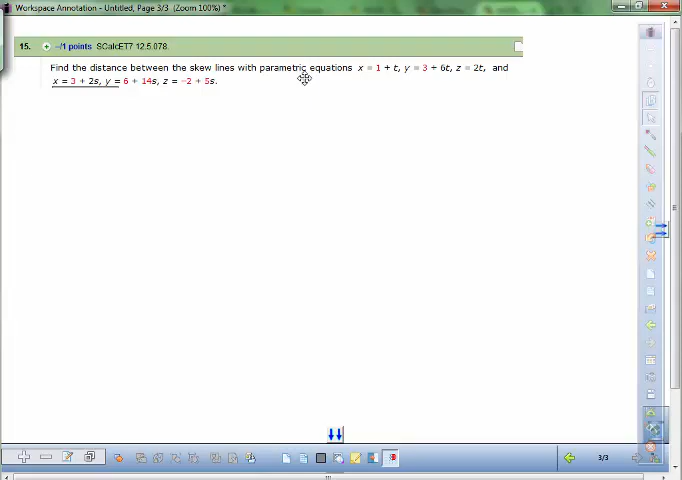 Workspace Annotation - Untitled, Page 3/3 (Zoom 100%) *
15. –/1 points SCalcET7 12.5.078.
Find the distance between the skew lines with parametric equations x = 1 + t, y = 3 + 6t, z = 2t, and
x = 3 + 2s, y = 6 + 14s, z = −2 + 5s.
3/3